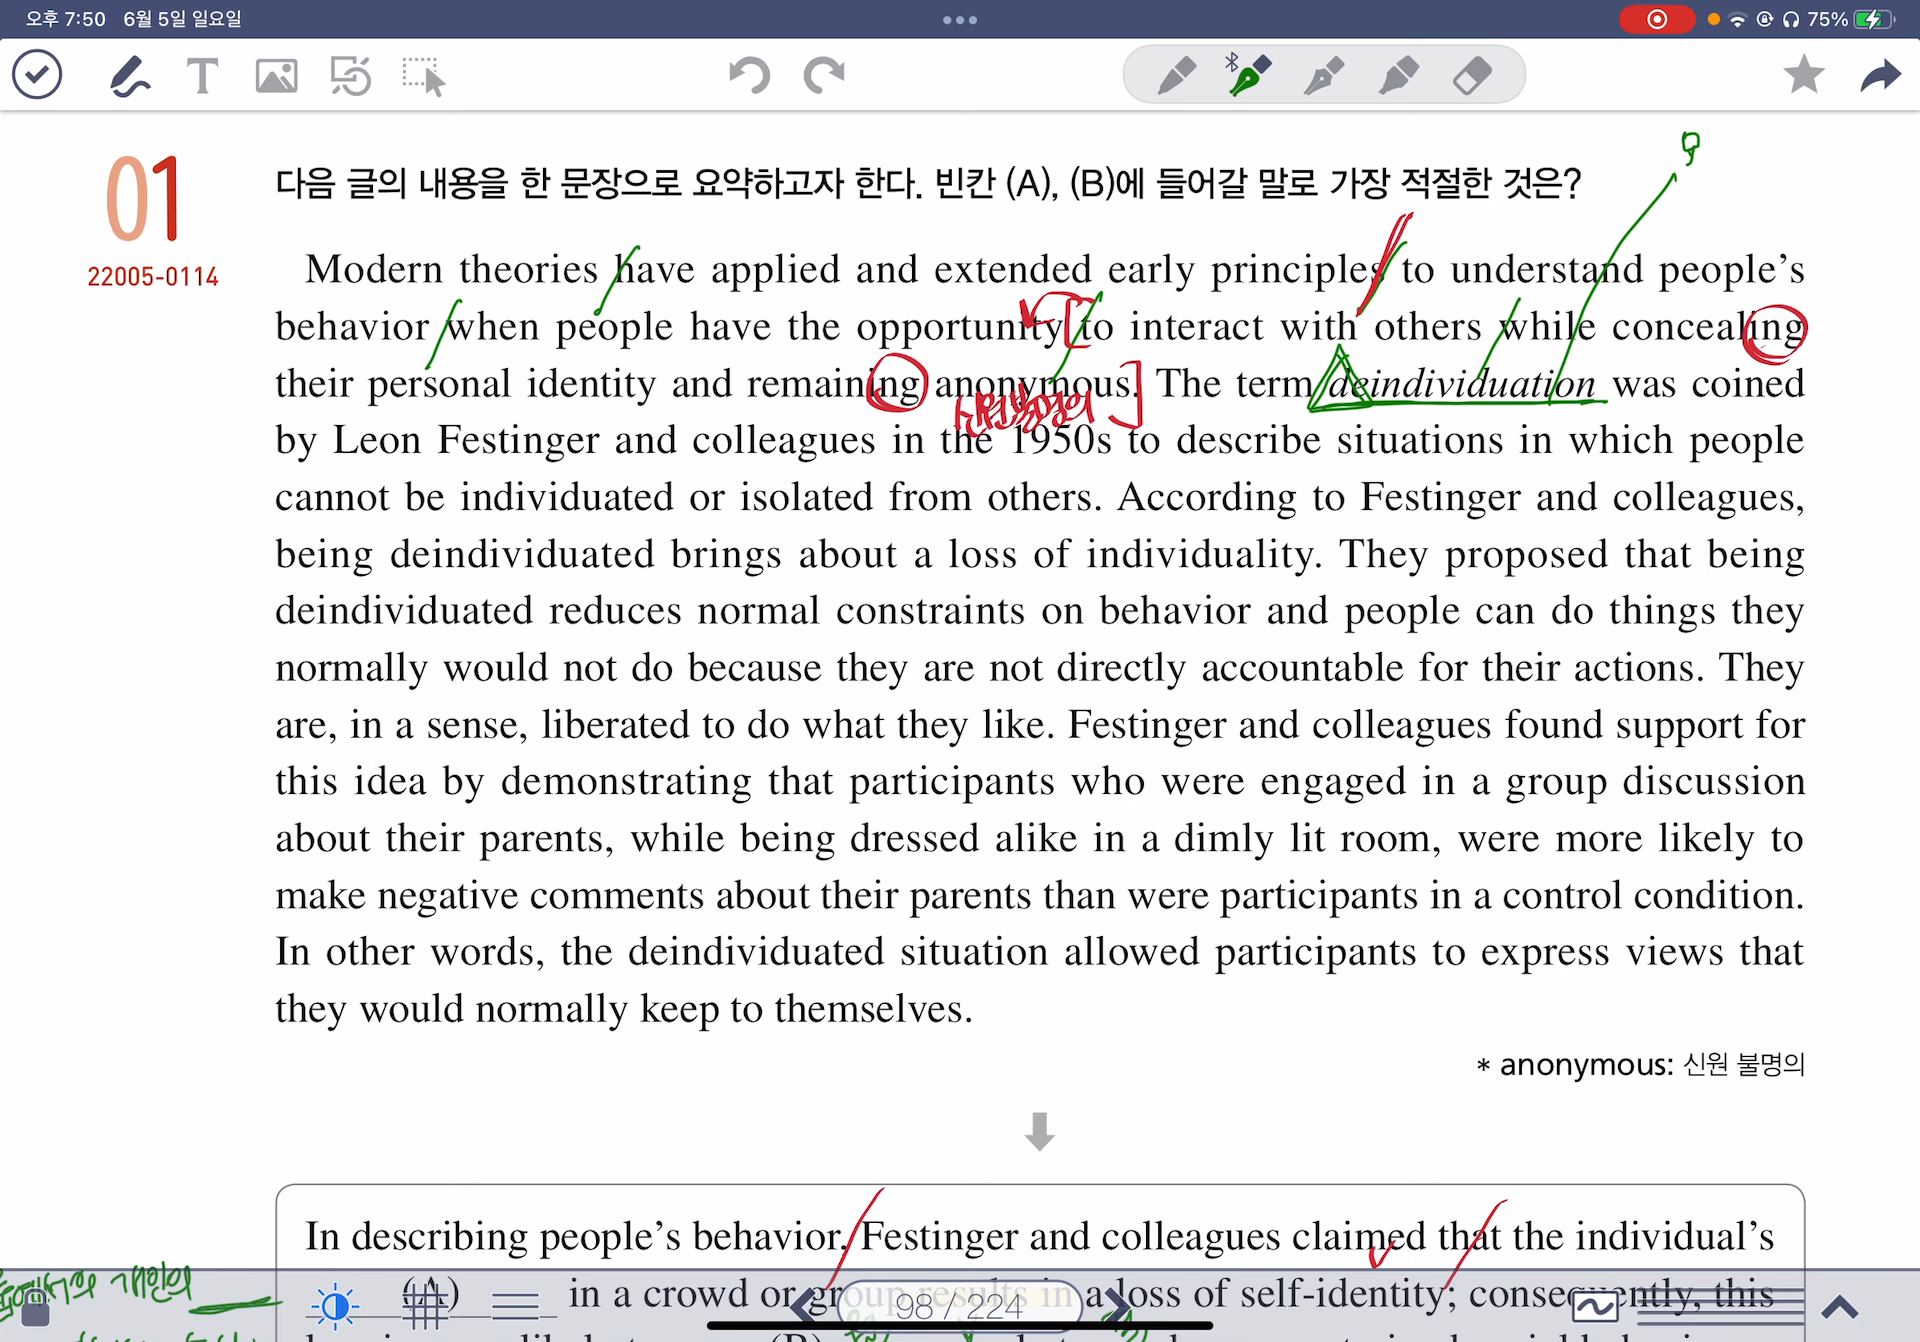 오후 7:50 6월 5일 일요일
75%
T
01
22005-0114
다음 글의 내용을 한 문장으로 요약하고자 한다. 빈칸 (A), (B)에 들어갈 말로 가장 적절한 것은?
Modern theories have applied and extended early principles to understand people's
behavior when people have the opportunity to interact with others while concealing
their personal identity and remaining anonymous. The term deindividuation was coined
신원불명의
by Leon Festinger and colleagues in the 1950s to describe situations in which people
cannot be individuated or isolated from others. According to Festinger and colleagues,
being deindividuated brings about a loss of individuality. They proposed that being
deindividuated reduces normal constraints on behavior and people can do things they
normally would not do because they are not directly accountable for their actions. They
are, in a sense, liberated to do what they like. Festinger and colleagues found support for
this idea by demonstrating that participants who were engaged in a group discussion
about their parents, while being dressed alike in a dimly lit room, were more likely to
make negative comments about their parents than were participants in a control condition.
In other words, the deindividuated situation allowed participants to express views that
they would normally keep to themselves.
* anonymous: 신원 불명의
In describing people's behavior, Festinger and colleagues claimed that the individual's
(A) in a crowd or group results in a loss of self-identity; consequently, this
개인의
98 / 224
(B)